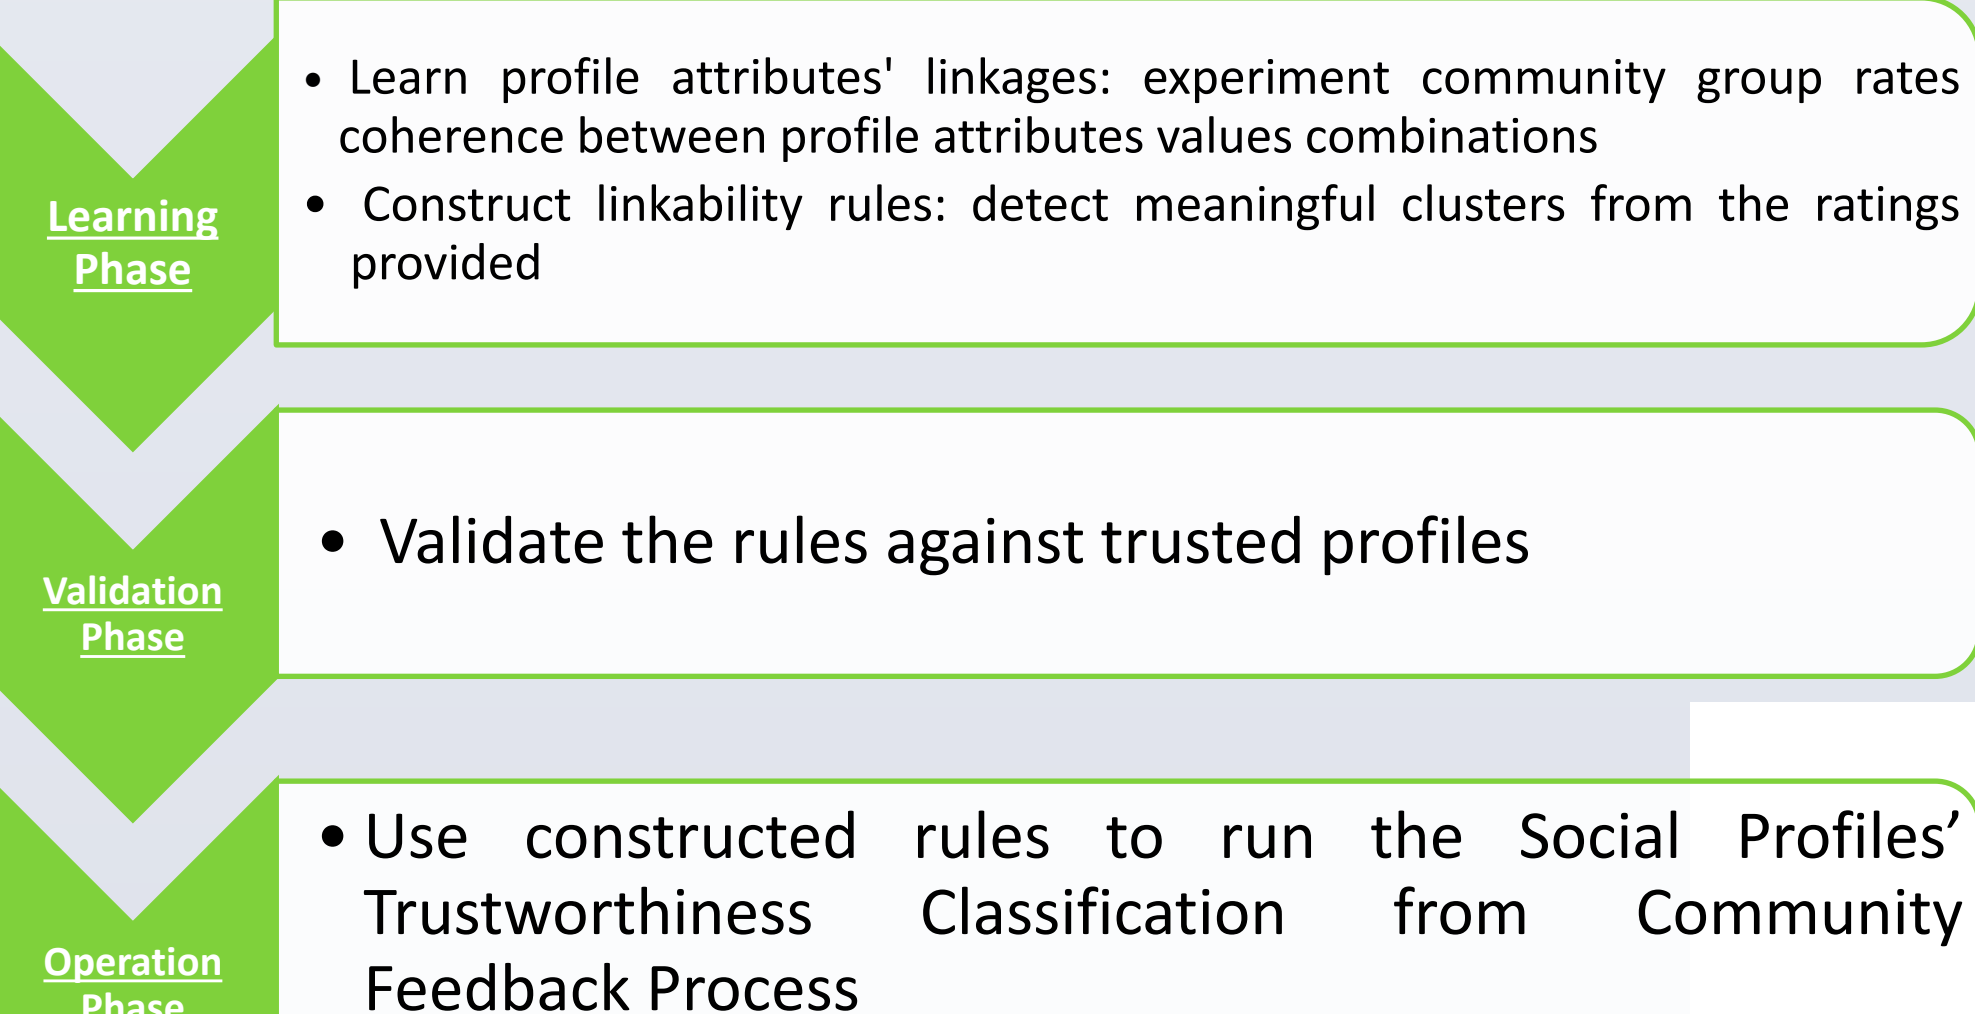 Learning
Phase
• Learn profile attributes' linkages: experiment community group rates
coherence between profile attributes values combinations
• Construct linkability rules: detect meaningful clusters from the ratings
provided
Validation
Phase
• Validate the rules against trusted profiles
Operation
Phase
• Use constructed rules to run the Social Profiles’
Trustworthiness Classification from Community
Feedback Process